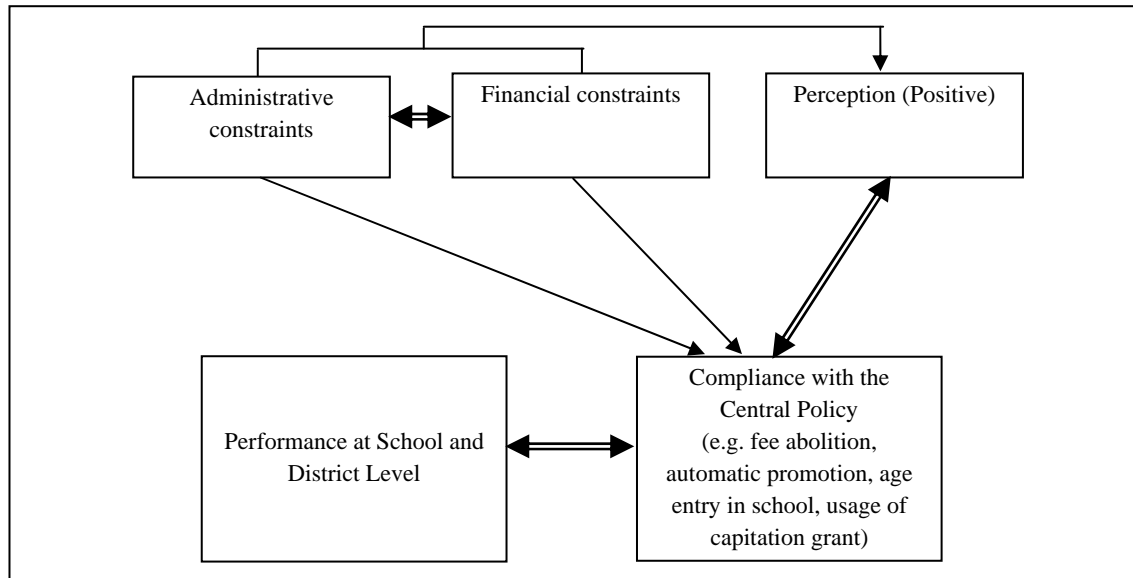 Administrative
constraints
Financial constraints
Perception (Positive)
Performance at School and
District Level
Compliance with the
Central Policy
(e.g. fee abolition,
automatic promotion, age
entry in school, usage of
capitation grant)